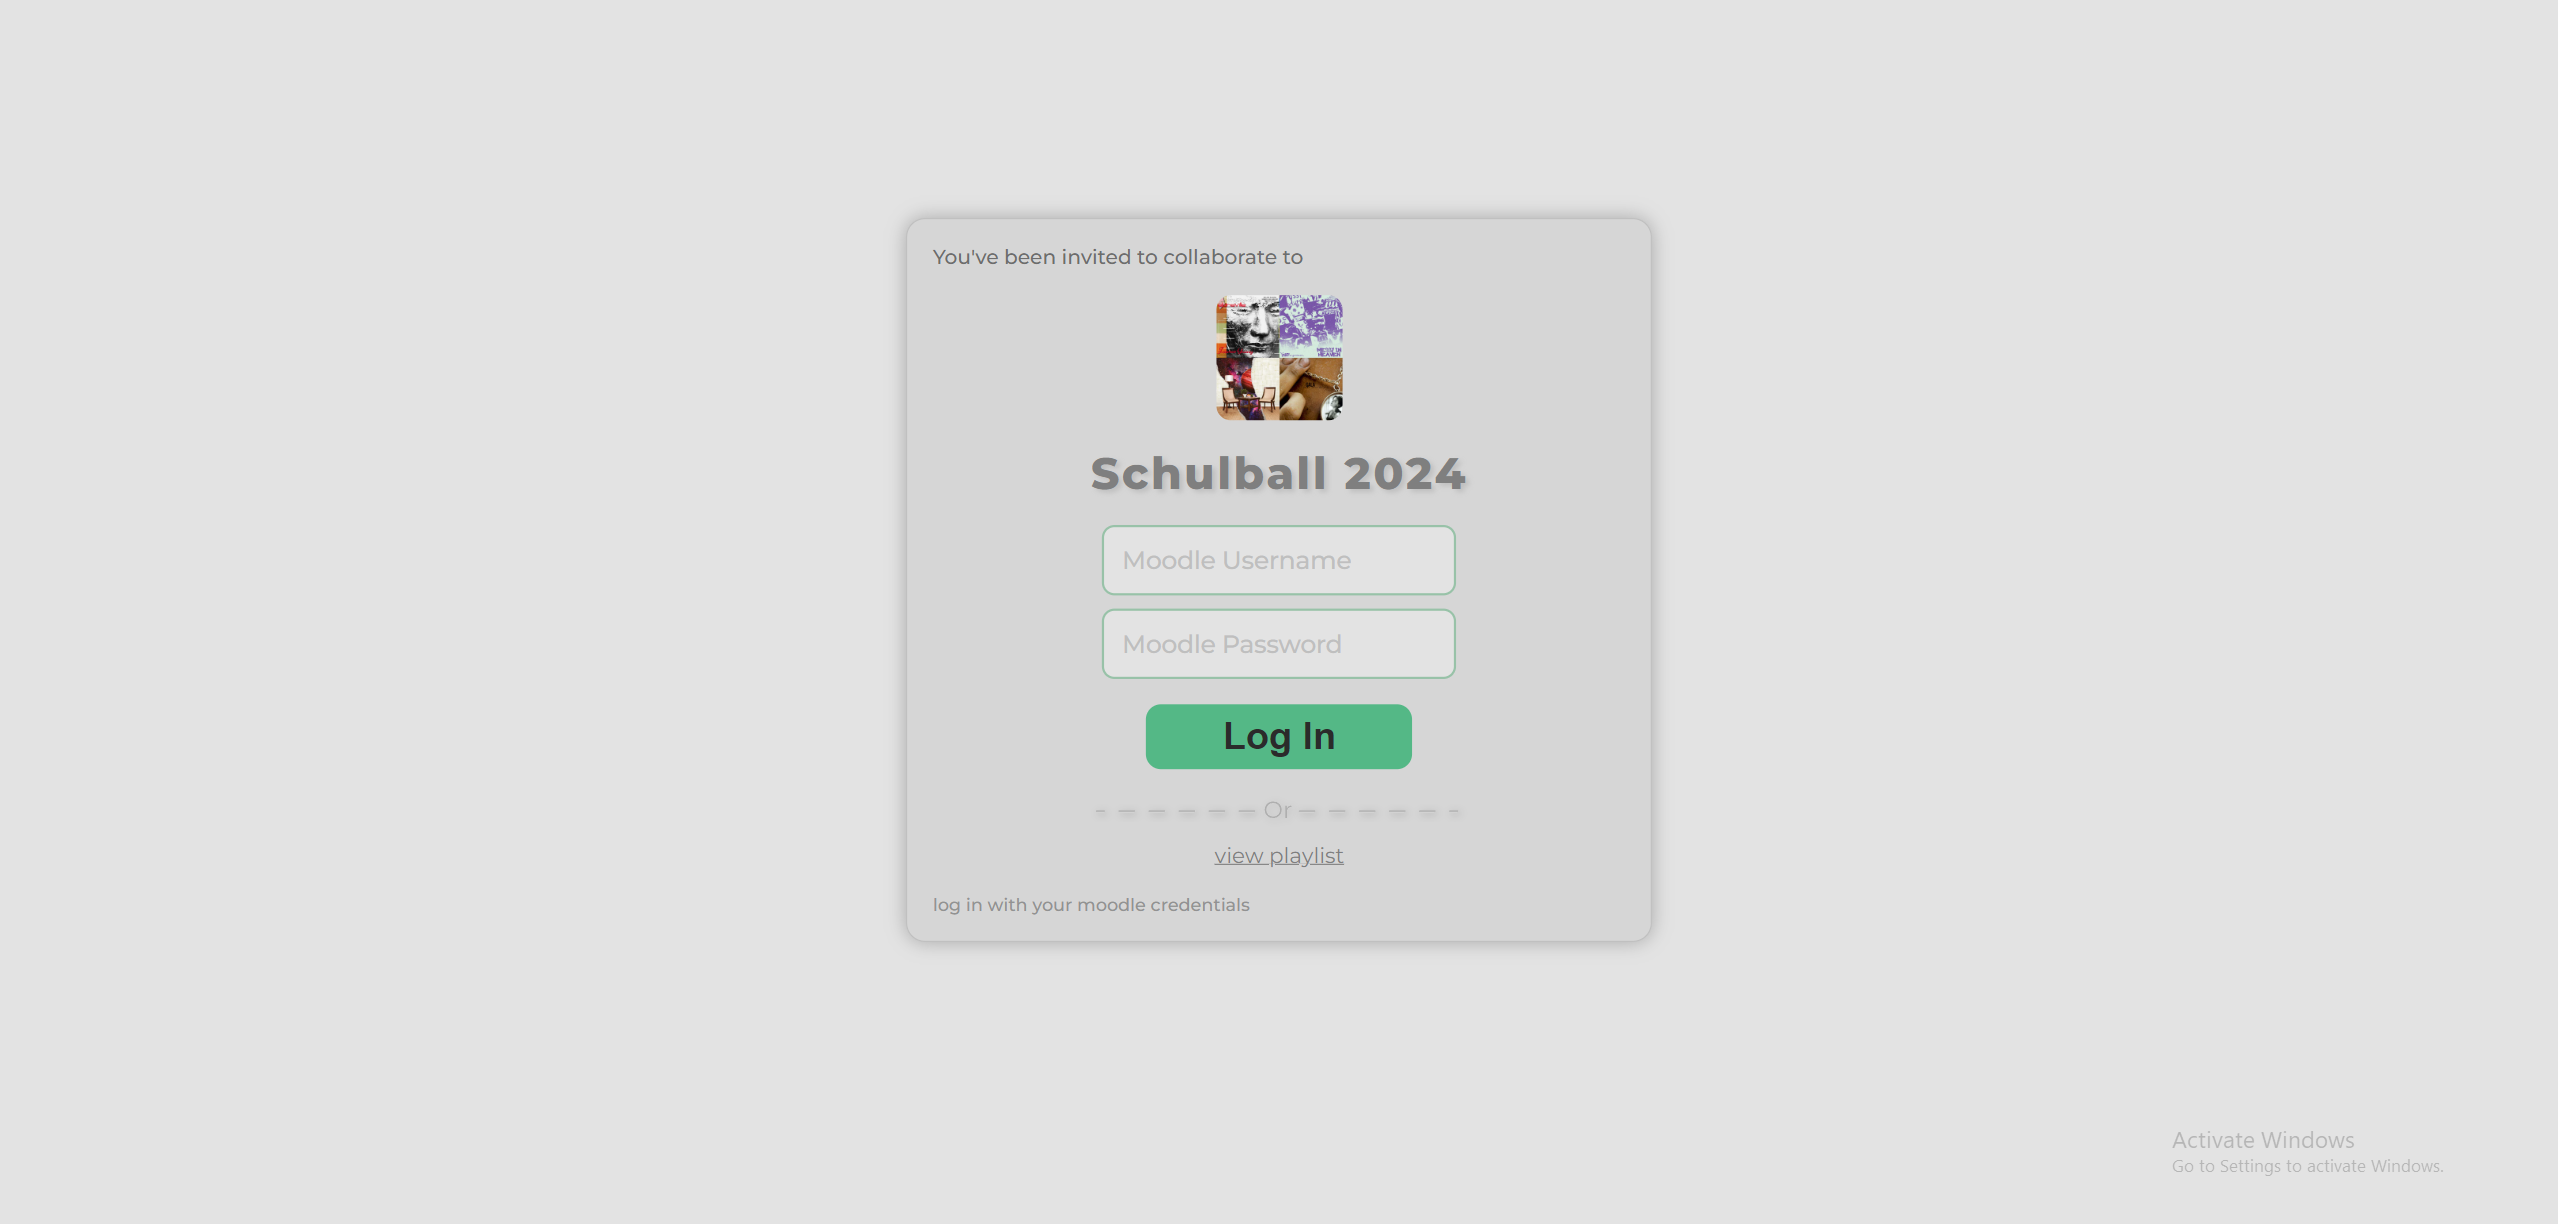 You've been invited to collaborate to
Schulball 2024
Moodle Username
Moodle Password
Log In
Or
view playlist
log in with your moodle credentials
Activate Windows
Go to Settings to activate Windows.